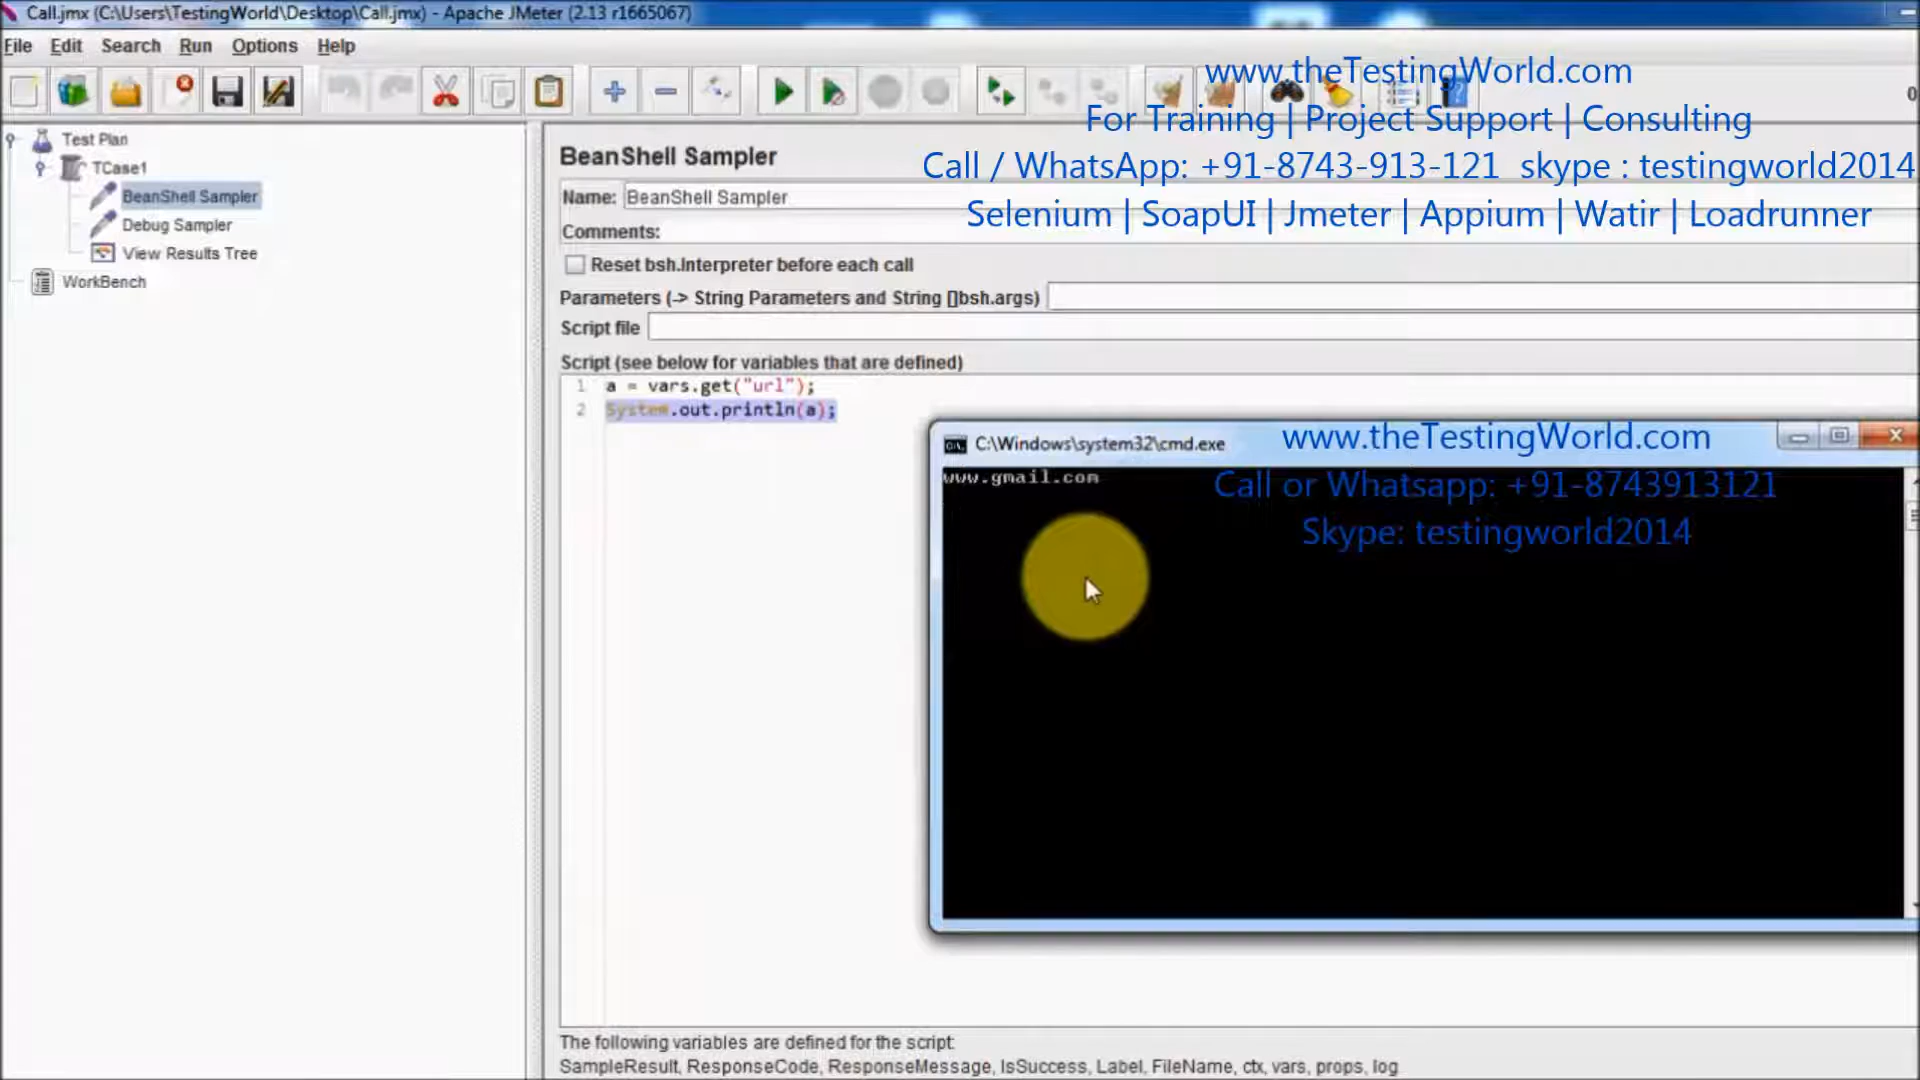 Call.jmx (C:\Users\TestingWorld\Desktop\Call.jmx) - Apache JMeter (2.13 r1665067)
File Edit Search Run Options Help
www.theTestingWorld.com
For Training | Project Support | Consulting
Call / WhatsApp: +91-8743-913-121 skype : testingworld2014
Selenium | SoapUI | Jmeter | Appium | Watir | Loadrunner
0
Test Plan
TCase1
BeanShell Sampler
Debug Sampler
View Results Tree
WorkBench
BeanShell Sampler
Name: BeanShell Sampler
Comments:
Reset bsh.Interpreter before each call
Parameters (-> String Parameters and String []bsh.args)
Script file
Script (see below for variables that are defined)
1 a = vars.get("url");
2 System.out.println(a);
C:\Windows\system32\cmd.exe
www.theTestingWorld.com
www.gmail.com
Call or Whatsapp: +91-8743913121
Skype: testingworld2014
The following variables are defined for the script:
SampleResult, ResponseCode, ResponseMessage, IsSuccess, Label, FileName, ctx, vars, props, log